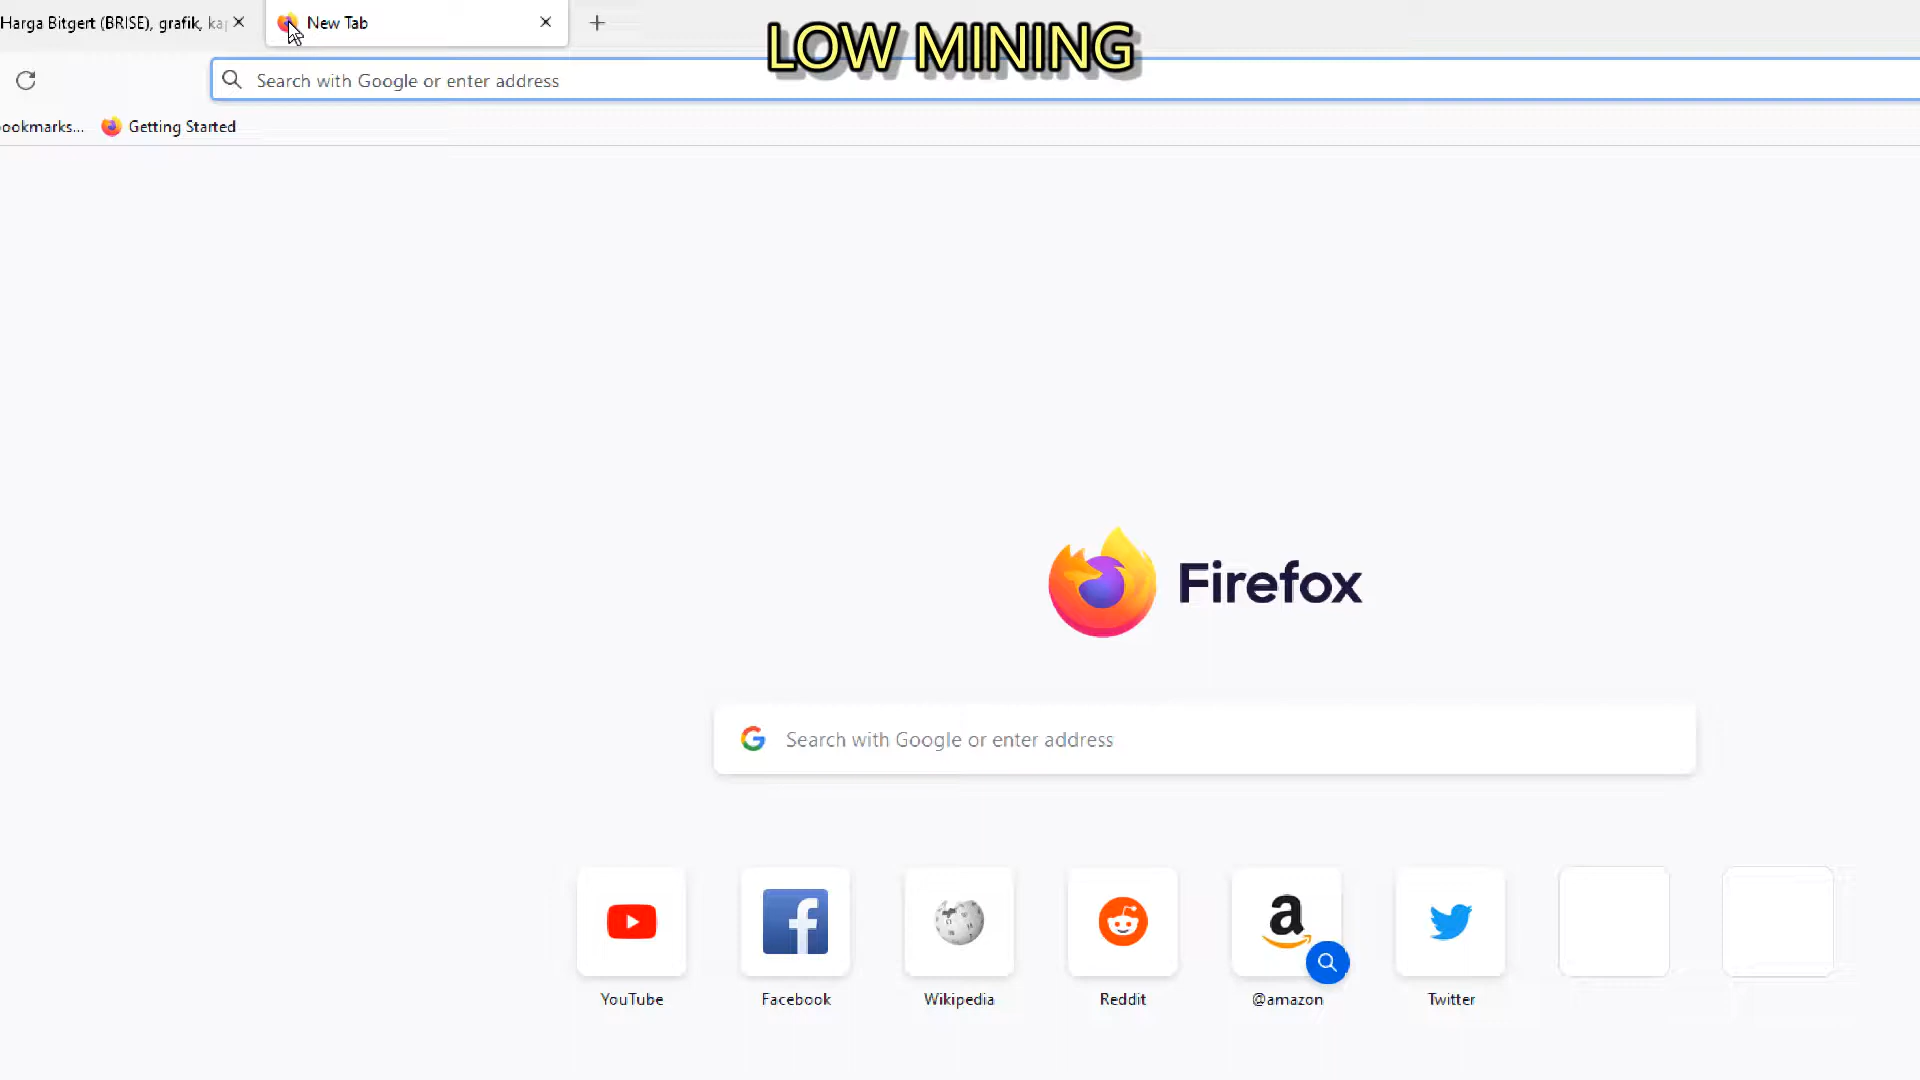 Harga Bitgert (BRISE), grafik, ka
New Tab
LOW MINING
Search with Google or enter address
ookmarks...
Getting Started
Firefox
Search with Google or enter address
YouTube
Facebook
Wikipedia
Reddit
@amazon
Twitter